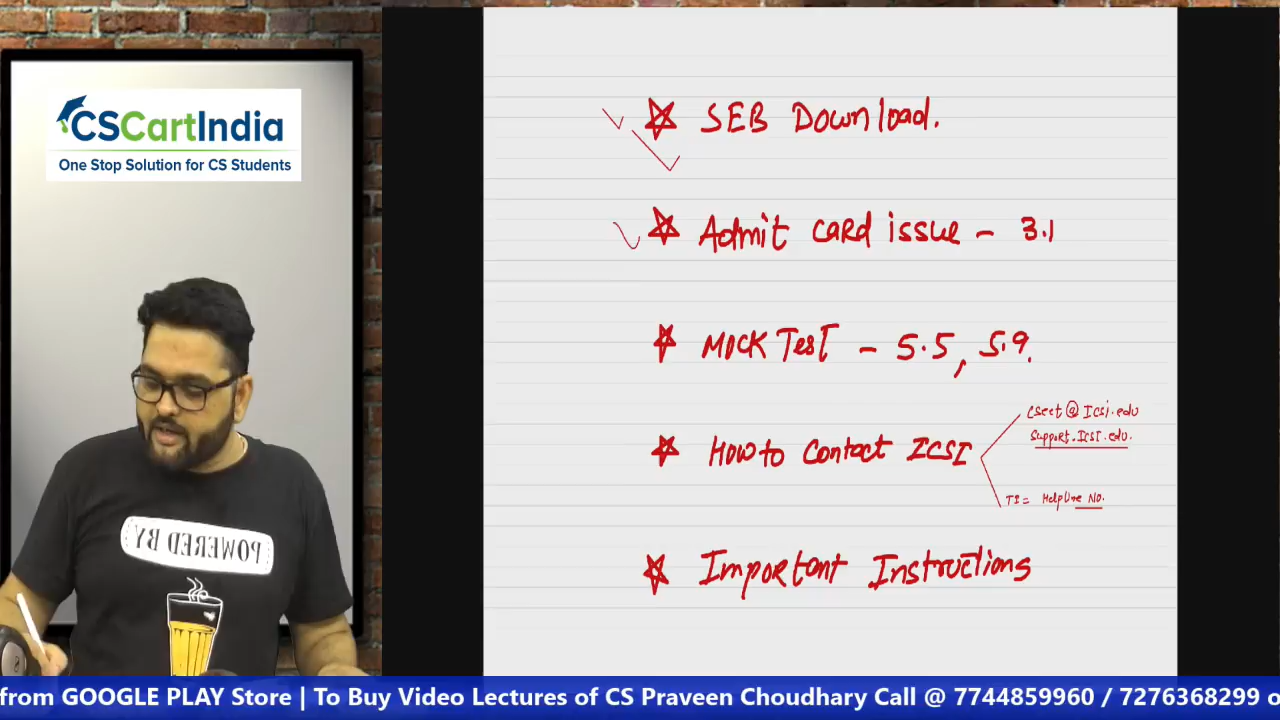 CSCartIndia
One Stop Solution for CS Students
SEB Download.
Admit card issue - 3.1
Mock Test - 5.5, 5.9.
How to Contact ICSI
cseet@Icsi.edu
Support.ICSI.edu.
Helpline No.
Important Instructions
POWERED BY
from GOOGLE PLAY Store | To Buy Video Lectures of CS Praveen Choudhary Call @ 7744859960 / 7276368299 o